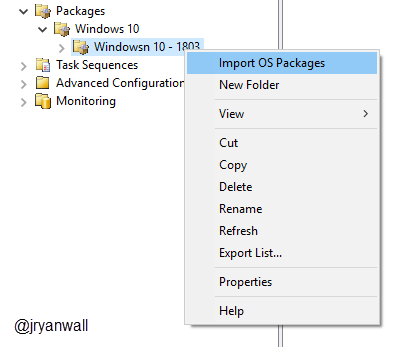 Packages
Windows 10
Windowsn 10 - 1803
Task Sequences
Advanced Configuration
Monitoring
Import OS Packages
New Folder
View
Cut
Copy
Delete
Rename
Refresh
Export List...
Properties
Help
@jryanwall